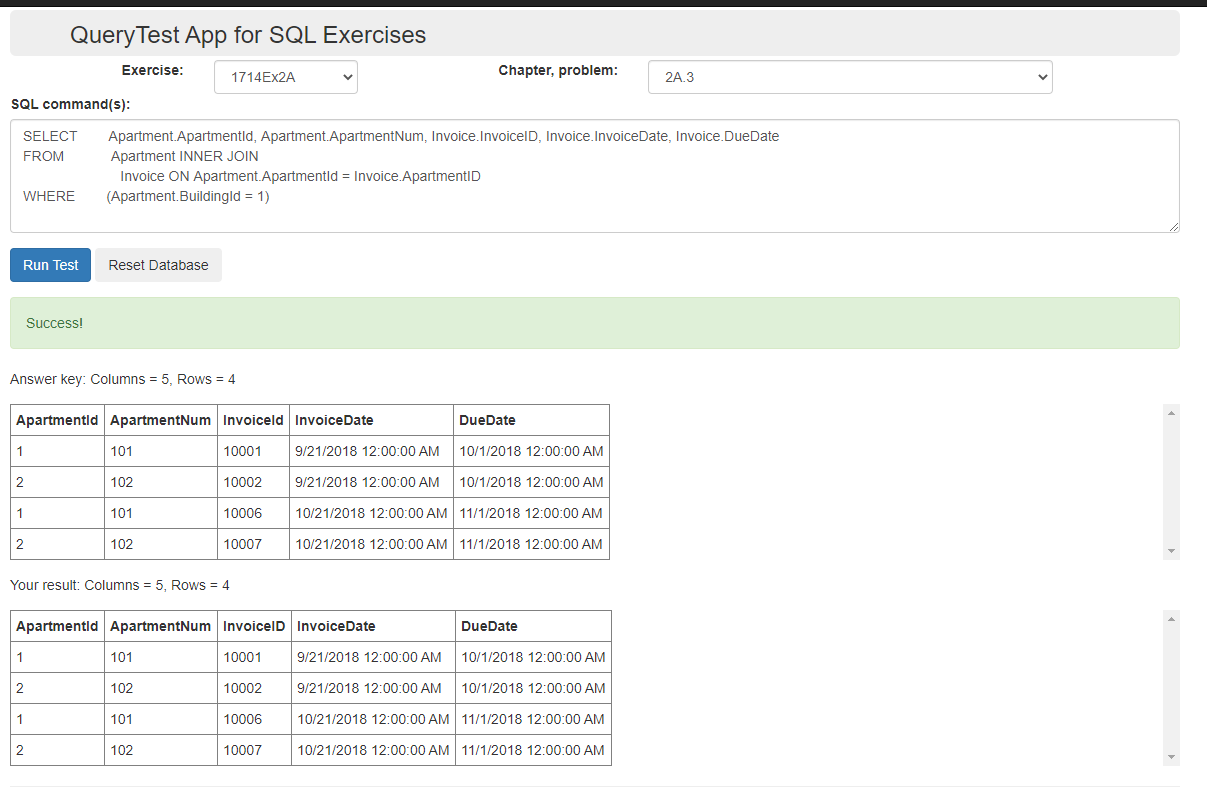 QueryTest App for SQL Exercises
Exercise: 1714Ex2A Chapter, problem: 2A.3
SQL command(s):
SELECT Apartment.ApartmentId, Apartment.ApartmentNum, Invoice.InvoiceID, Invoice.InvoiceDate, Invoice.DueDate
FROM Apartment INNER JOIN
Invoice ON Apartment.ApartmentId = Invoice.ApartmentID
WHERE (Apartment.BuildingId = 1)
Run Test Reset Database
Success!
Answer key: Columns = 5, Rows = 4
ApartmentId ApartmentNum InvoiceId InvoiceDate DueDate
1 101 10001 9/21/2018 12:00:00 AM 10/1/2018 12:00:00 AM
2 102 10002 9/21/2018 12:00:00 AM 10/1/2018 12:00:00 AM
1 101 10006 10/21/2018 12:00:00 AM 11/1/2018 12:00:00 AM
2 102 10007 10/21/2018 12:00:00 AM 11/1/2018 12:00:00 AM
Your result: Columns = 5, Rows = 4
ApartmentId ApartmentNum InvoiceID InvoiceDate DueDate
1 101 10001 9/21/2018 12:00:00 AM 10/1/2018 12:00:00 AM
2 102 10002 9/21/2018 12:00:00 AM 10/1/2018 12:00:00 AM
1 101 10006 10/21/2018 12:00:00 AM 11/1/2018 12:00:00 AM
2 102 10007 10/21/2018 12:00:00 AM 11/1/2018 12:00:00 AM